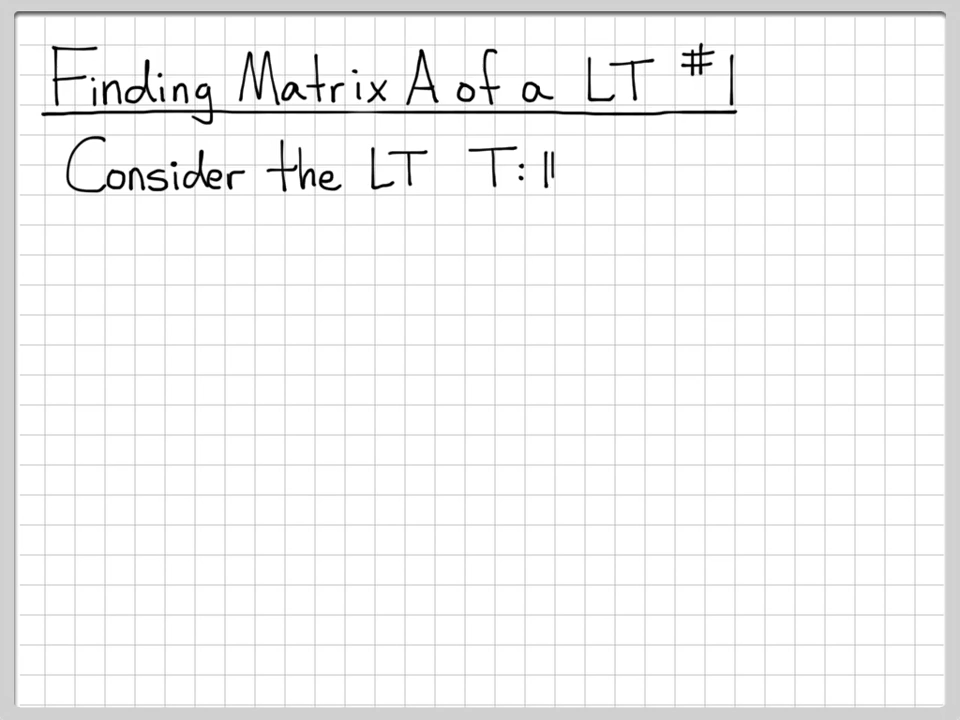 Finding Matrix A of a LT #1
Consider the LT T: